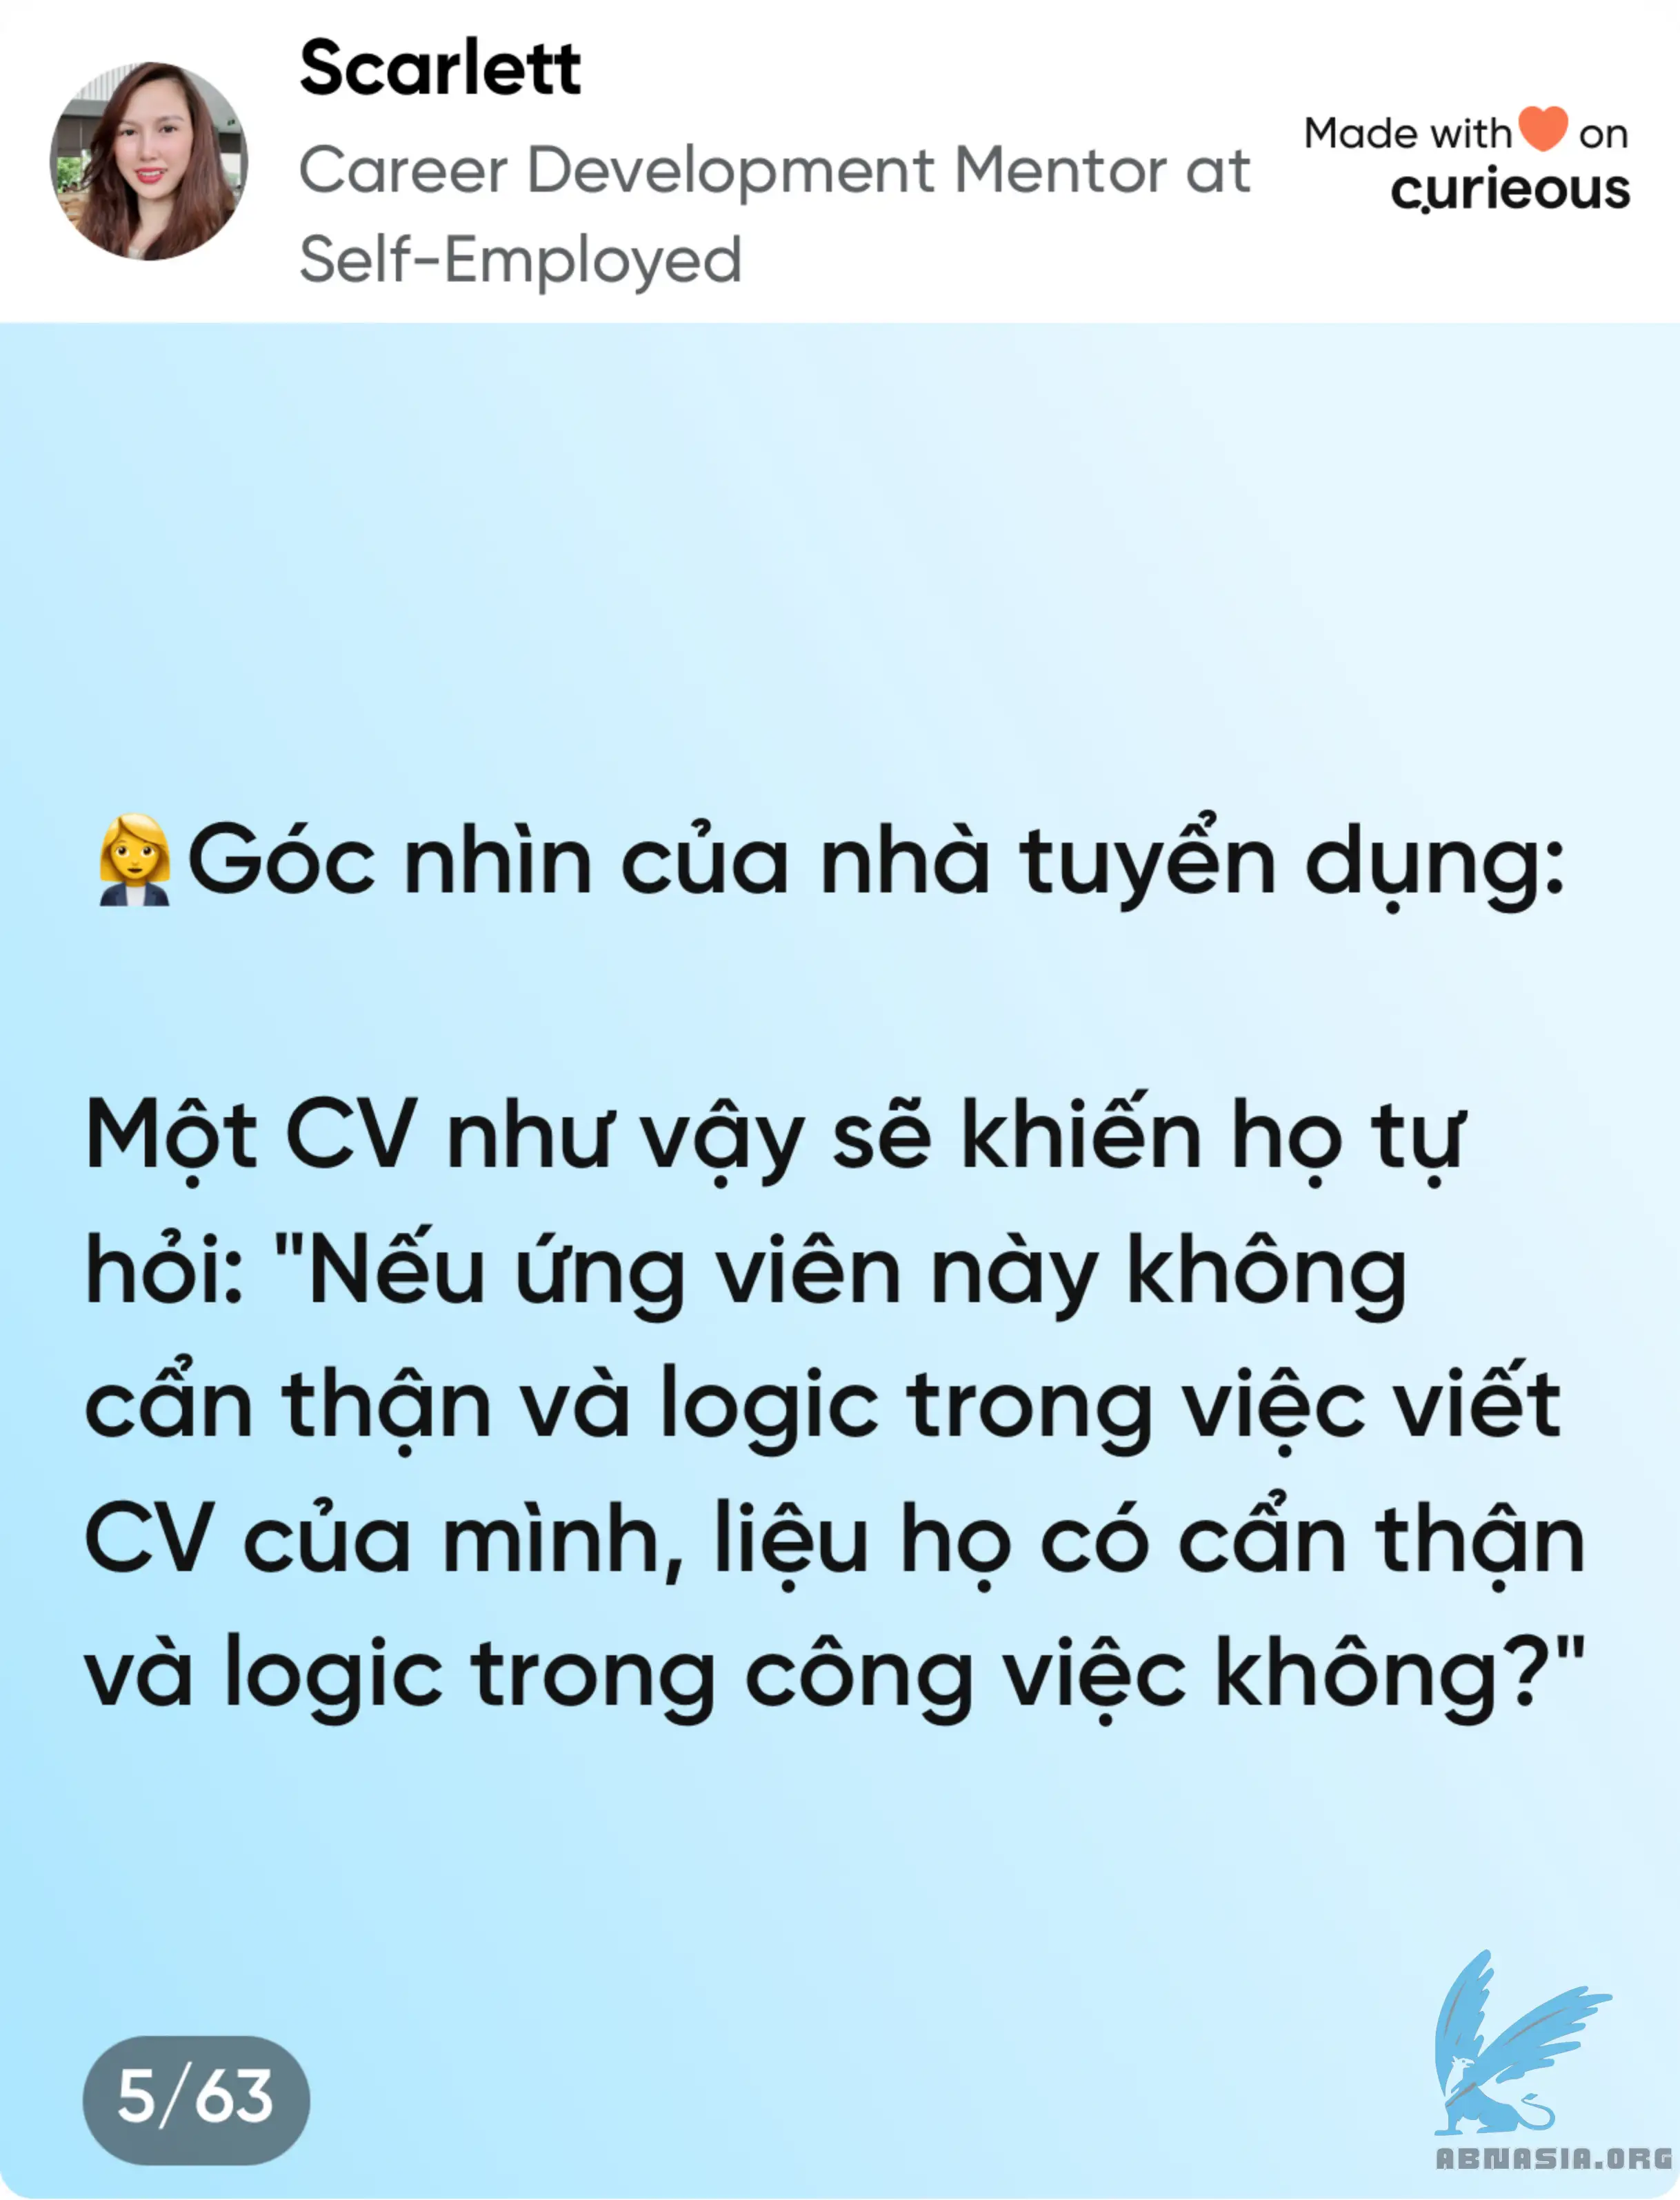 Scarlett
Career Development Mentor at
Self-Employed
Made with🧡on
curieous
👩‍💼Góc nhìn của nhà tuyển dụng:
Một CV như vậy sẽ khiến họ tự
hỏi: "Nếu ứng viên này không
cẩn thận và logic trong việc viết
CV của mình, liệu họ có cẩn thận
và logic trong công việc không?"
5/63
ABNASIA.ORG